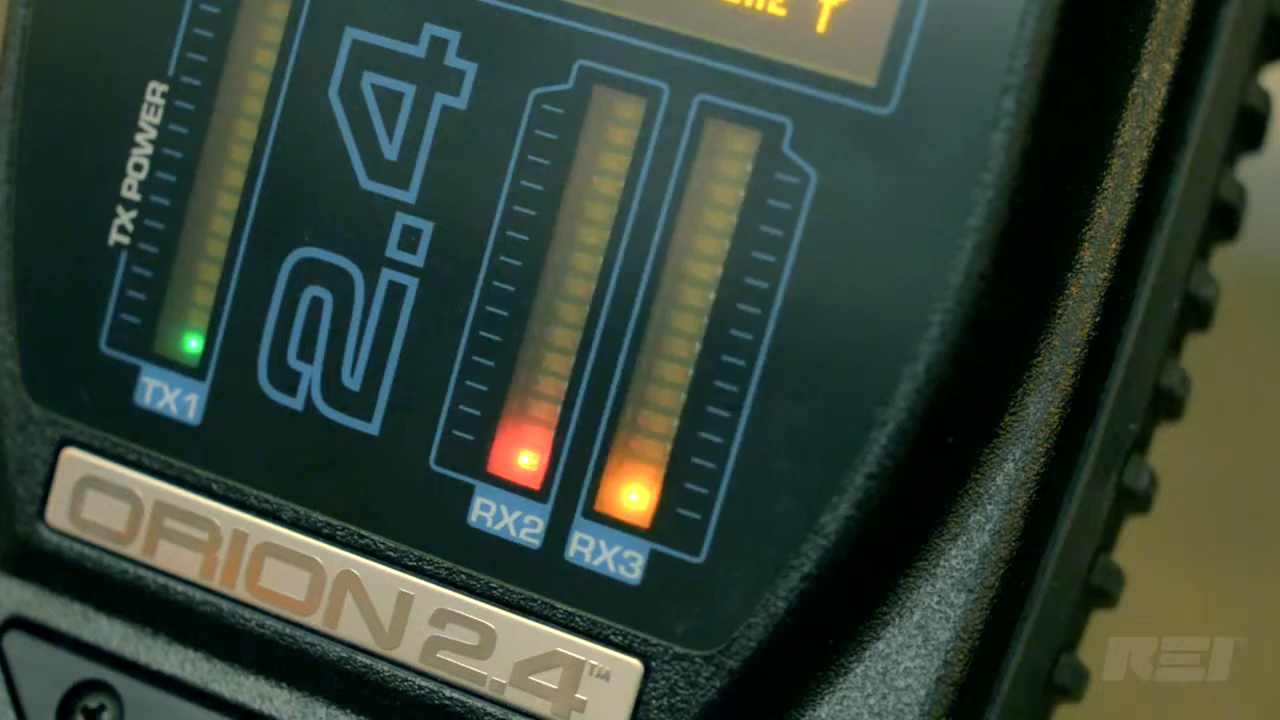 TX POWER
2.4
TX1
RX2
RX3
ORION 2.4™
REI